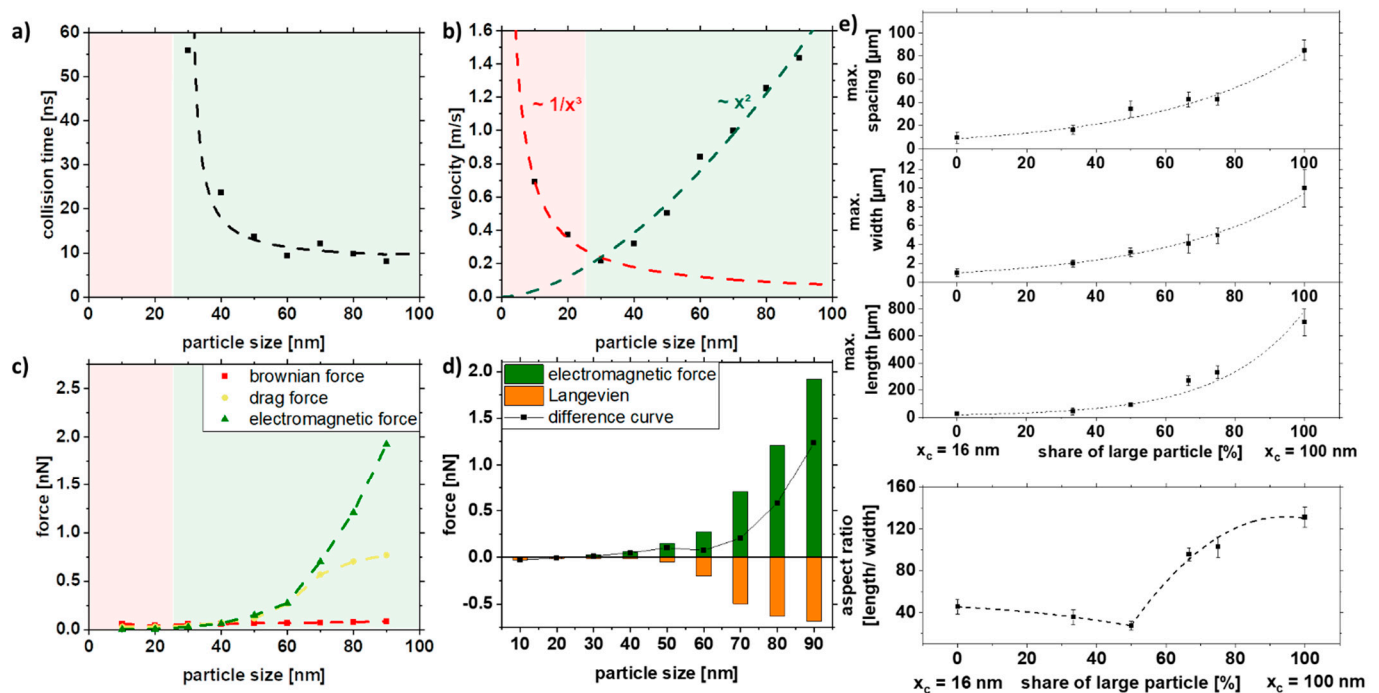 a)
60
50
40
30
20
10
0
collision time [ns]
0 20 40 60 80 100
particle size [nm]
b)
1.6
1.4
1.2
1.0
0.8
0.6
0.4
0.2
0.0
velocity [m/s]
~ 1/x³
~ x²
0 20 40 60 80 100
particle size [nm]
c)
2.5
2.0
1.5
1.0
0.5
0.0
force [nN]
brownian force
drag force
electromagnetic force
0 20 40 60 80 100
particle size [nm]
d)
2.0
1.5
1.0
0.5
0.0
-0.5
force [nN]
electromagnetic force
Langevien
difference curve
10 20 30 40 50 60 70 80 90
particle size [nm]
e)
max.
spacing [µm]
100
80
60
40
20
0
0 20 40 60 80 100
max.
width [µm]
12
10
8
6
4
2
0
0 20 40 60 80 100
max.
length [µm]
800
600
400
200
0
0 20 40 60 80 100
x_c = 16 nm share of large particle [%] x_c = 100 nm
aspect ratio
[length/ width]
160
120
80
40
0 20 40 60 80 100
x_c = 16 nm share of large particle [%] x_c = 100 nm